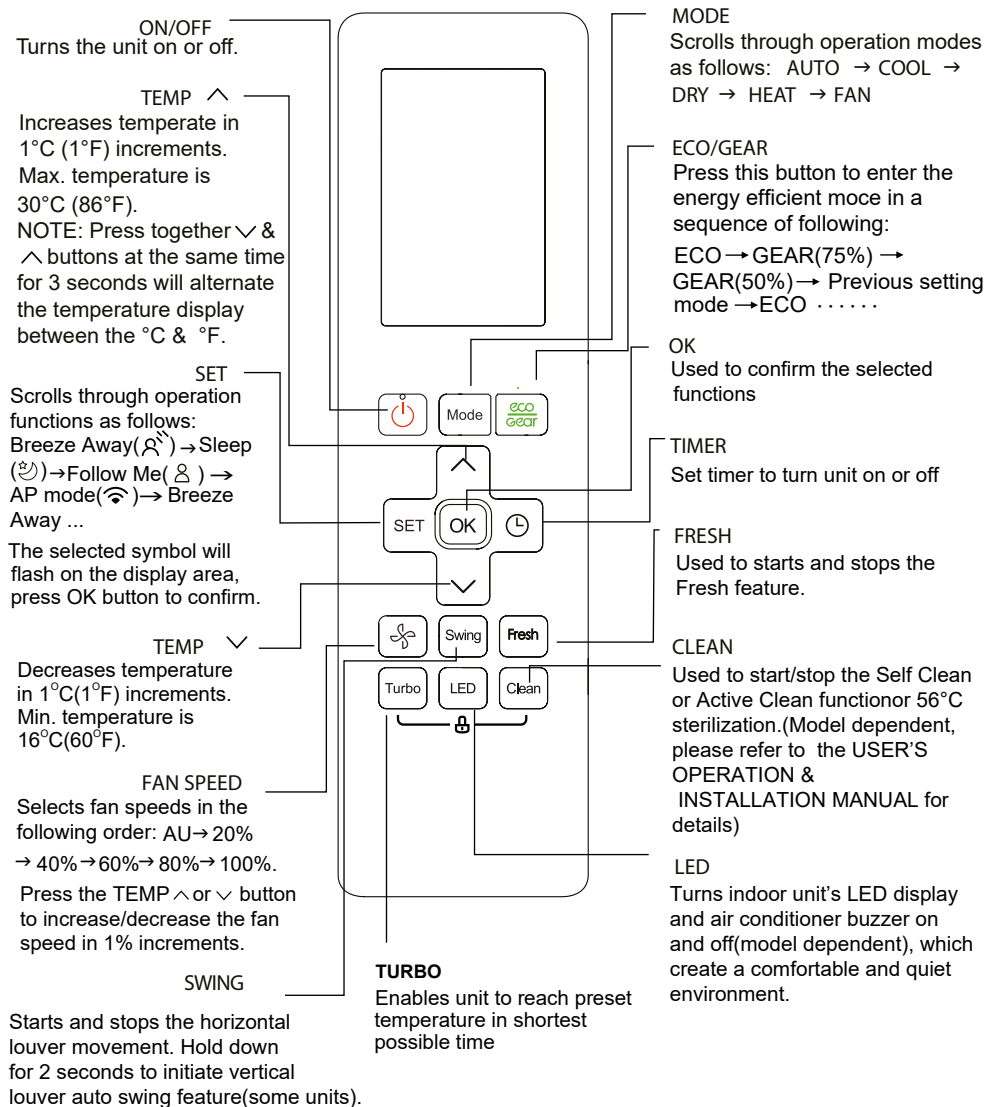 ON/OFF
Turns the unit on or off.
TEMP ^
Increases temperate in
1°C (1°F) increments.
Max. temperature is
30°C (86°F).
NOTE: Press together ∨ &
∧ buttons at the same time
for 3 seconds will alternate
the temperature display
between the °C & °F.
SET
Scrolls through operation
functions as follows:
Breeze Away( ) → Sleep
( ) → Follow Me( ) →
AP mode( ) → Breeze
Away ...
The selected symbol will
flash on the display area,
press OK button to confirm.
TEMP ∨
Decreases temperature
in 1°C(1°F) increments.
Min. temperature is
16°C(60°F).
FAN SPEED
Selects fan speeds in the
following order: AU→ 20%
→ 40% →60%→ 80%→ 100%.
Press the TEMP ∧ or ∨ button
to increase/decrease the fan
speed in 1% increments.
SWING
Starts and stops the horizontal
louver movement. Hold down
for 2 seconds to initiate vertical
louver auto swing feature(some units).
Mode
eco
Gear
SET
OK
Swing
Fresh
Turbo
LED
Clean
TURBO
Enables unit to reach preset
temperature in shortest
possible time
MODE
Scrolls through operation modes
as follows: AUTO → COOL →
DRY → HEAT → FAN
ECO/GEAR
Press this button to enter the
energy efficient moce in a
sequence of following:
ECO → GEAR(75%) →
GEAR(50%) → Previous setting
mode →ECO ······
OK
Used to confirm the selected
functions
TIMER
Set timer to turn unit on or off
FRESH
Used to starts and stops the
Fresh feature.
CLEAN
Used to start/stop the Self Clean
or Active Clean functionor 56°C
sterilization.(Model dependent,
please refer to the USER'S
OPERATION &
INSTALLATION MANUAL for
details)
LED
Turns indoor unit's LED display
and air conditioner buzzer on
and off(model dependent), which
create a comfortable and quiet
environment.